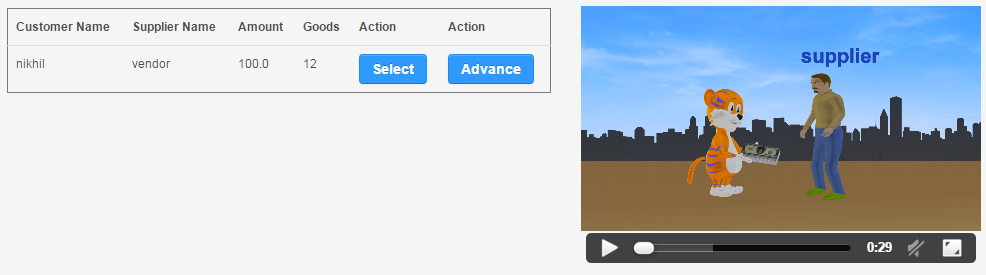 Customer Name Supplier Name Amount Goods Action Action
nikhil vendor 100.0 12 Select Advance
supplier
0:29